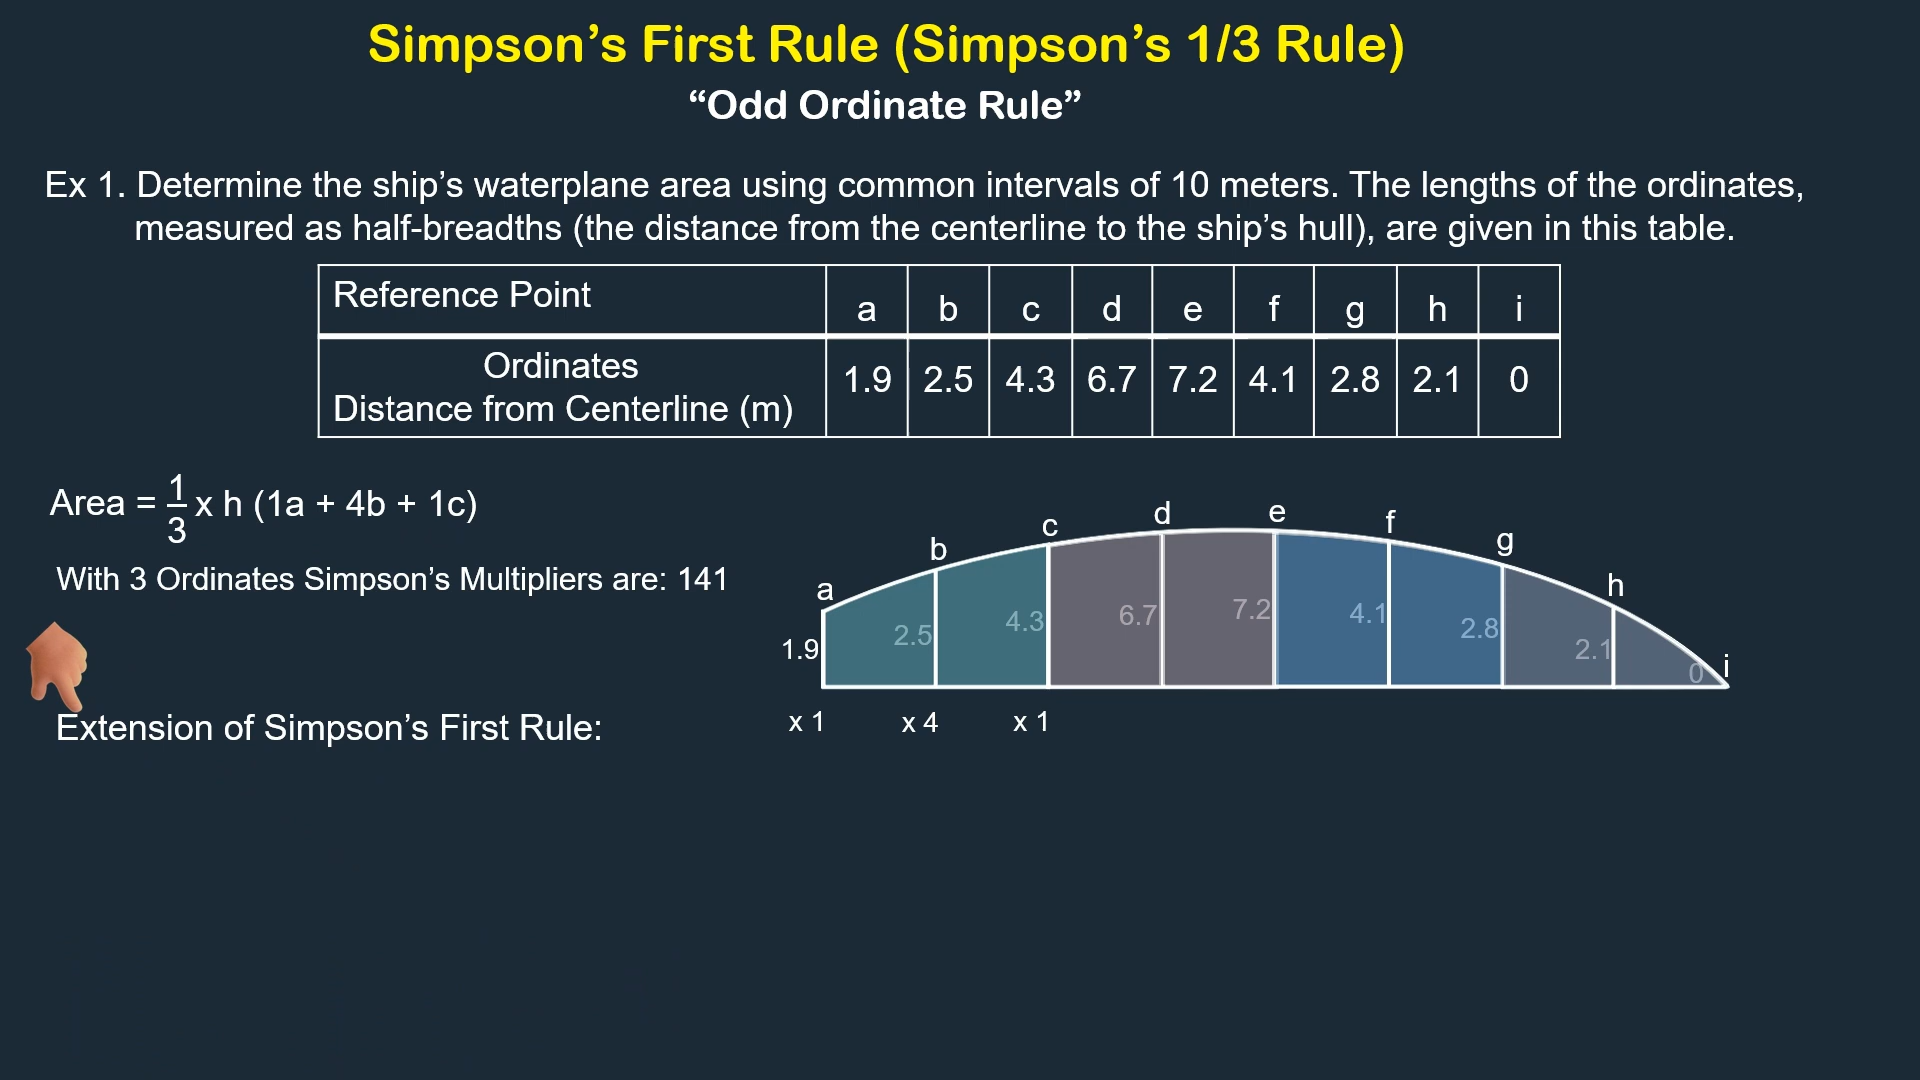 Simpson’s First Rule (Simpson’s 1/3 Rule)
“Odd Ordinate Rule”
Ex 1. Determine the ship’s waterplane area using common intervals of 10 meters. The lengths of the ordinates,
measured as half-breadths (the distance from the centerline to the ship’s hull), are given in this table.
Reference Point a b c d e f g h i
Ordinates
Distance from Centerline (m) 1.9 2.5 4.3 6.7 7.2 4.1 2.8 2.1 0
Area = 1/3 x h (1a + 4b + 1c)
With 3 Ordinates Simpson’s Multipliers are: 141
Extension of Simpson’s First Rule:
a b c d e f g h i
1.9 2.5 4.3 6.7 7.2 4.1 2.8 2.1 0
x 1 x 4 x 1